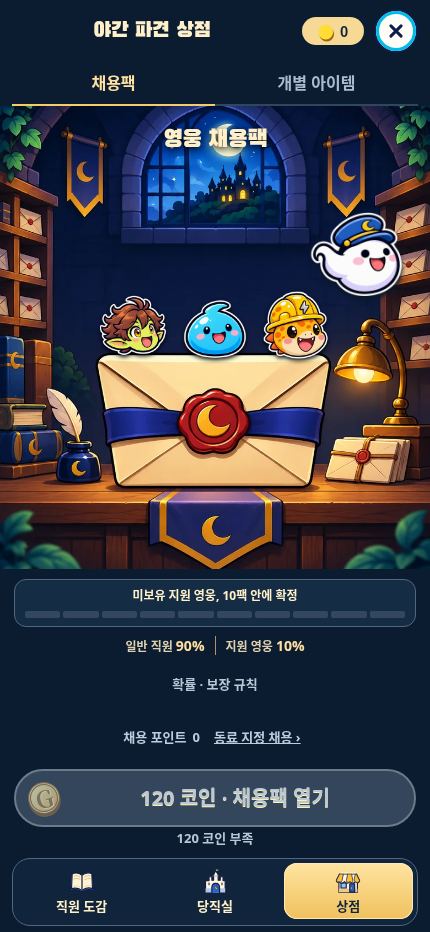 야간 파견 상점
0
채용팩
개별 아이템
영웅 채용팩
미보유 지원 영웅, 10팩 안에 확정
일반 직원 90% 지원 영웅 10%
확률 · 보장 규칙
채용 포인트 0 동료 지정 채용 ›
G 120 코인 · 채용팩 열기
120 코인 부족
직원 도감
당직실
상점